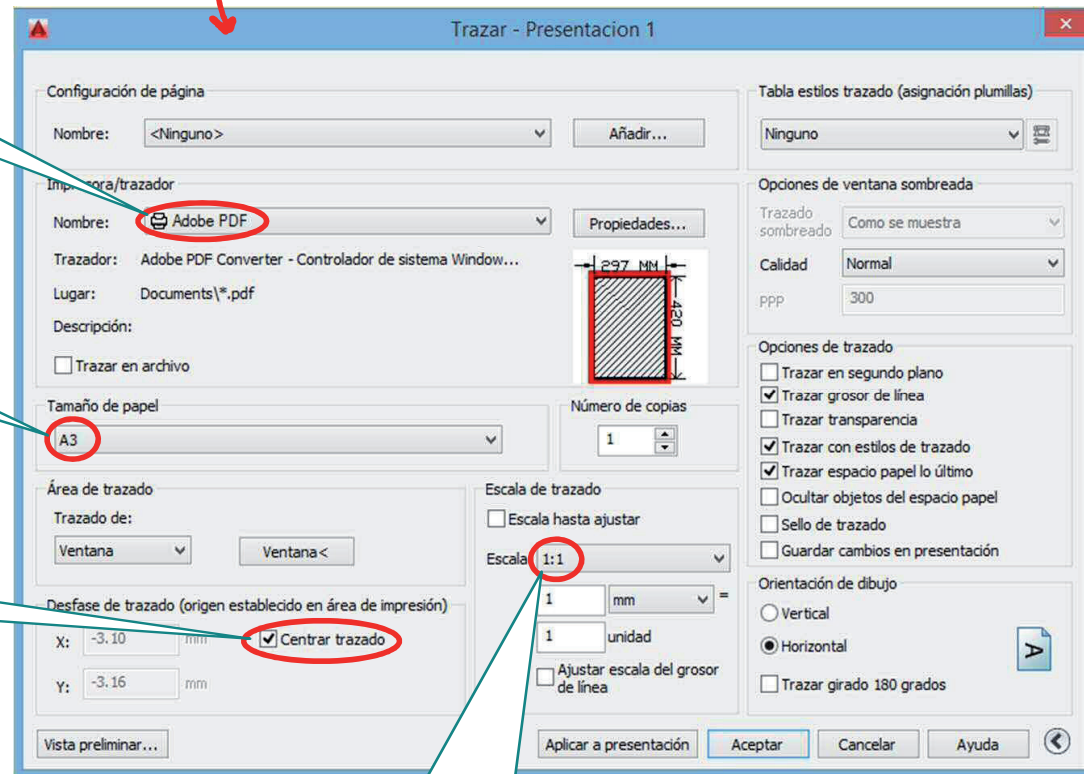 Trazar - Presentacion 1
Configuración de página
Nombre: <Ninguno> Añadir...
Impresora/trazador
Nombre: Adobe PDF Propiedades...
Trazador: Adobe PDF Converter - Controlador de sistema Window...
Lugar: Documents\*.pdf
Descripción:
Trazar en archivo
297 MM
420 MM
Tamaño de papel
A3
Número de copias
1
Área de trazado
Trazado de:
Ventana Ventana<
Desfase de trazado (origen establecido en área de impresión)
X: -3.10 mm Centrar trazado
Y: -3.16 mm
Escala de trazado
Escala hasta ajustar
Escala 1:1
1 mm =
1 unidad
Ajustar escala del grosor
de línea
Tabla estilos trazado (asignación plumillas)
Ninguno
Opciones de ventana sombreada
Trazado
sombreado Como se muestra
Calidad Normal
PPP 300
Opciones de trazado
Trazar en segundo plano
Trazar grosor de línea
Trazar transparencia
Trazar con estilos de trazado
Trazar espacio papel lo último
Ocultar objetos del espacio papel
Sello de trazado
Guardar cambios en presentación
Orientación de dibujo
Vertical
Horizontal
A
Trazar girado 180 grados
Vista preliminar... Aplicar a presentación Aceptar Cancelar Ayuda